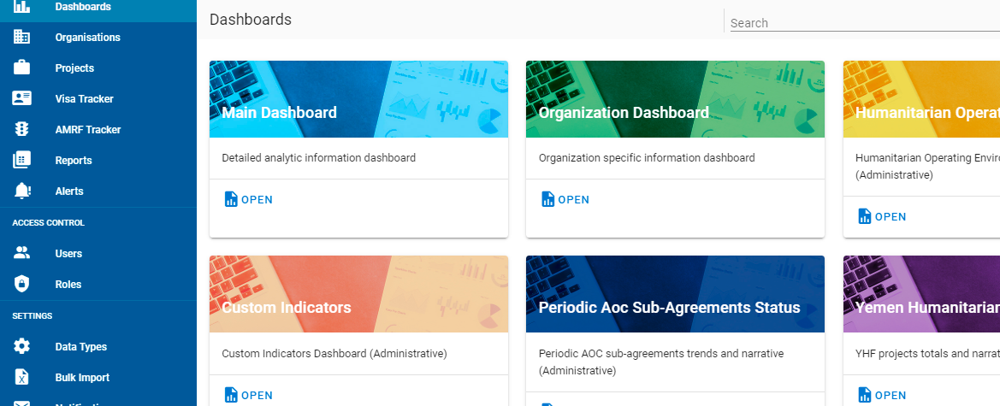 Dashboards
Organisations
Projects
Visa Tracker
AMRF Tracker
Reports
Alerts
ACCESS CONTROL
Users
Roles
SETTINGS
Data Types
Bulk Import
Dashboards
Search
Main Dashboard
Detailed analytic information dashboard
OPEN
Organization Dashboard
Organization specific information dashboard
OPEN
Humanitarian Operat
Humanitarian Operating Enviro
(Administrative)
OPEN
Custom Indicators
Custom Indicators Dashboard (Administrative)
OPEN
Periodic Aoc Sub-Agreements Status
Periodic AOC sub-agreements trends and narrative
(Administrative)
Yemen Humanitarian
YHF projects totals and narrat
OPEN